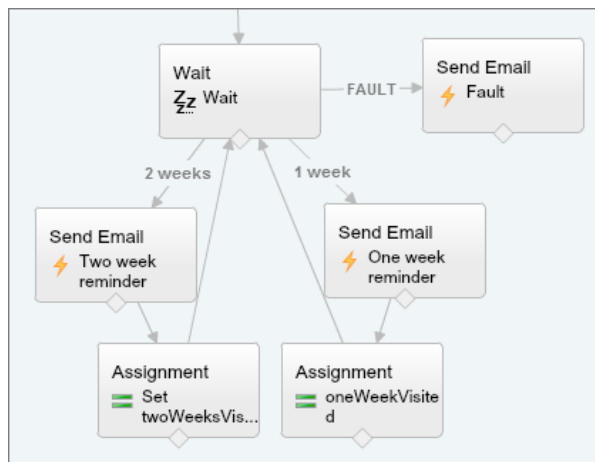 Wait
Wait
FAULT
Send Email
Fault
2 weeks
1 week
Send Email
Two week
reminder
Send Email
One week
reminder
Assignment
Set
twoWeeksVis...
Assignment
oneWeekVisite
d